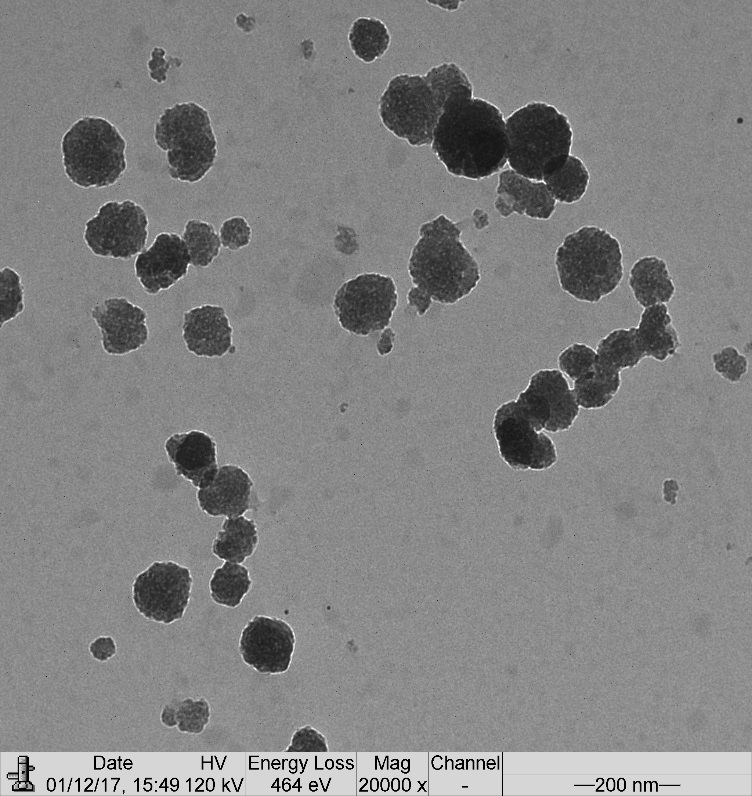 Date HV Energy Loss Mag Channel
01/12/17, 15:49 120 kV 464 eV 20000 x - —200 nm—